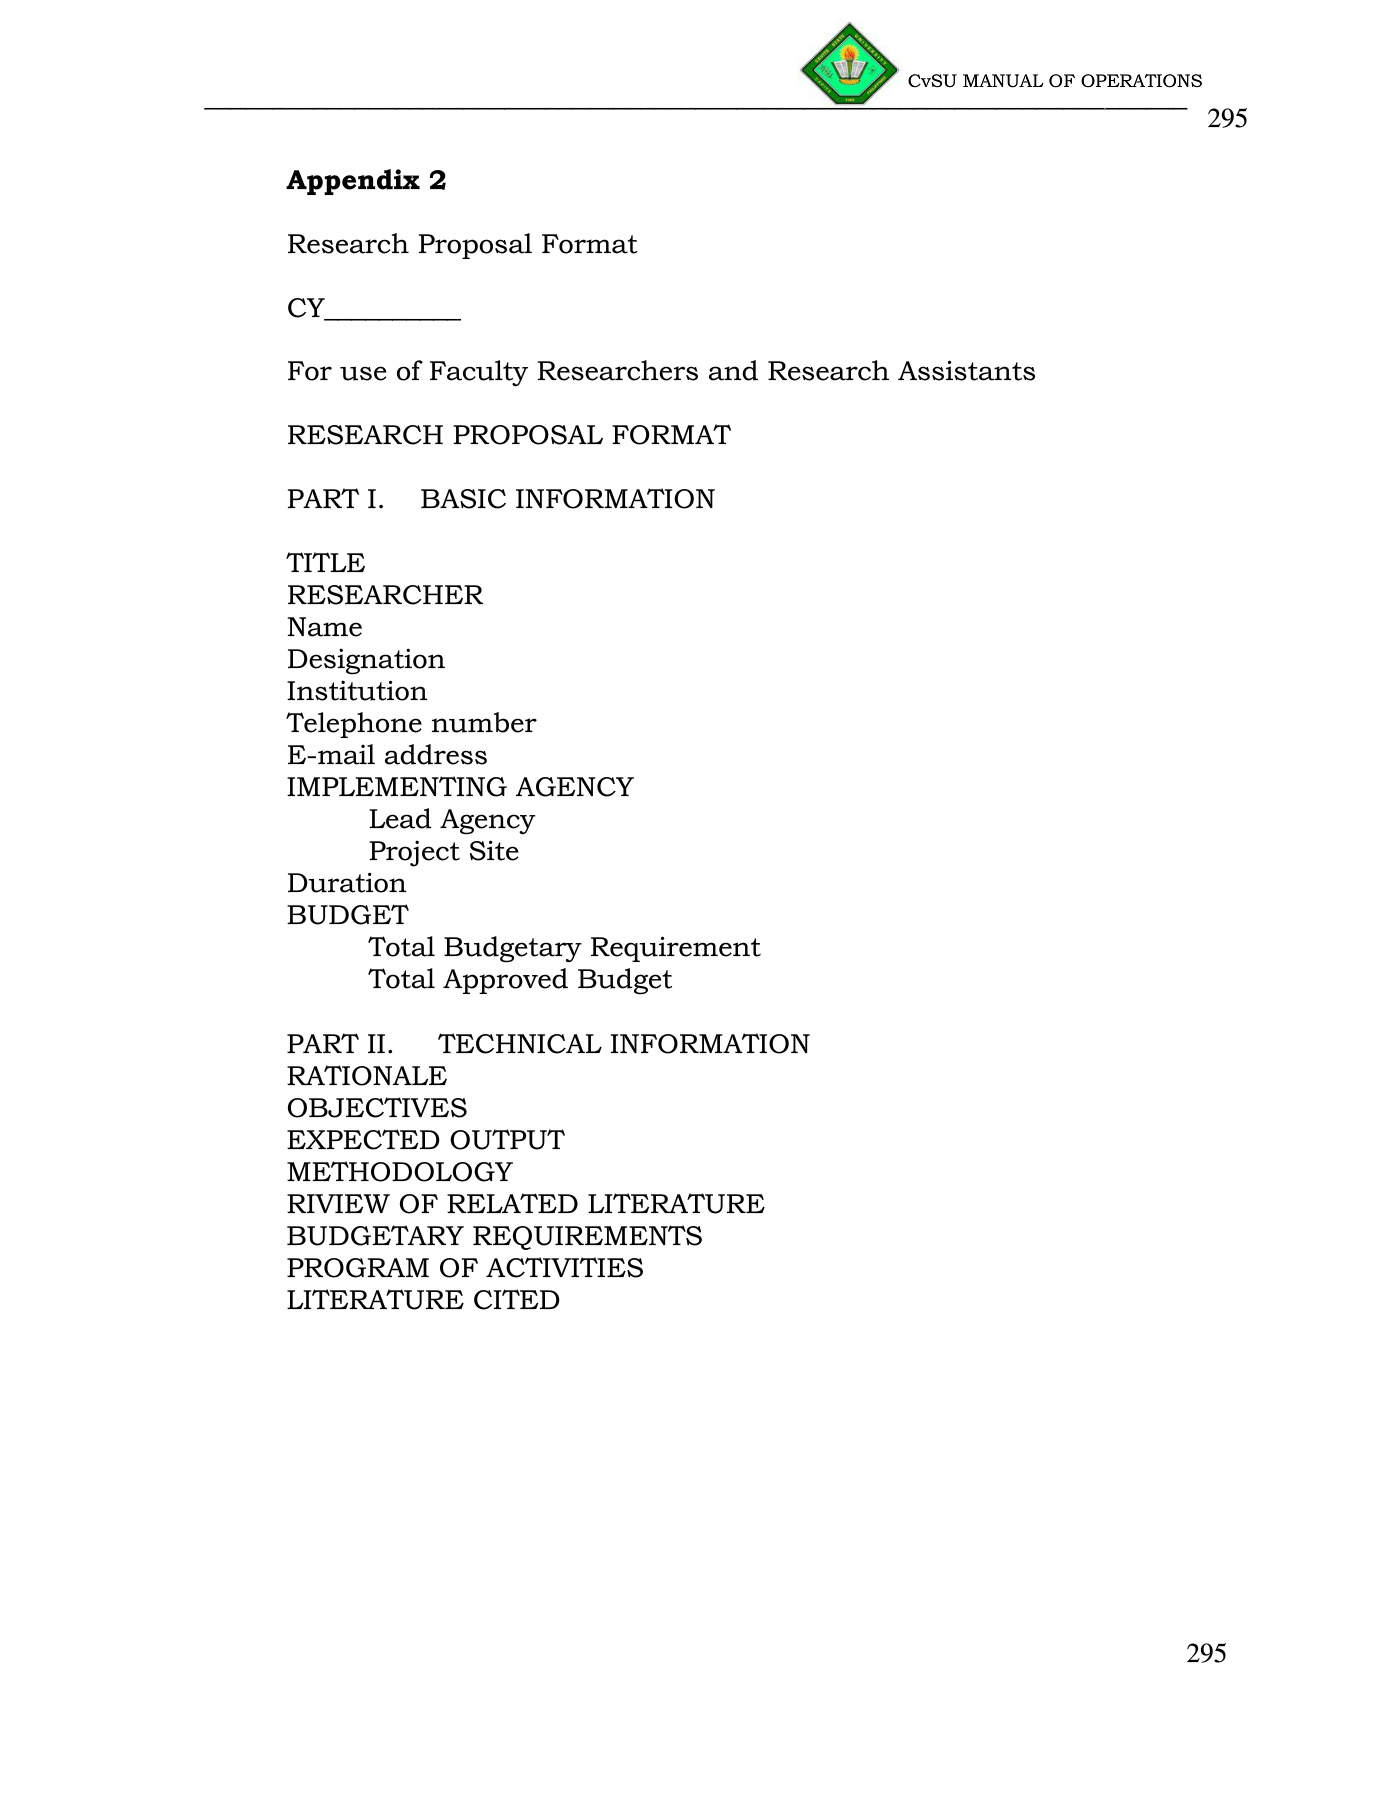 CvSU MANUAL OF OPERATIONS
295
Appendix 2
Research Proposal Format
CY__________
For use of Faculty Researchers and Research Assistants
RESEARCH PROPOSAL FORMAT
PART I. BASIC INFORMATION
TITLE
RESEARCHER
Name
Designation
Institution
Telephone number
E-mail address
IMPLEMENTING AGENCY
Lead Agency
Project Site
Duration
BUDGET
Total Budgetary Requirement
Total Approved Budget
PART II. TECHNICAL INFORMATION
RATIONALE
OBJECTIVES
EXPECTED OUTPUT
METHODOLOGY
RIVIEW OF RELATED LITERATURE
BUDGETARY REQUIREMENTS
PROGRAM OF ACTIVITIES
LITERATURE CITED
295